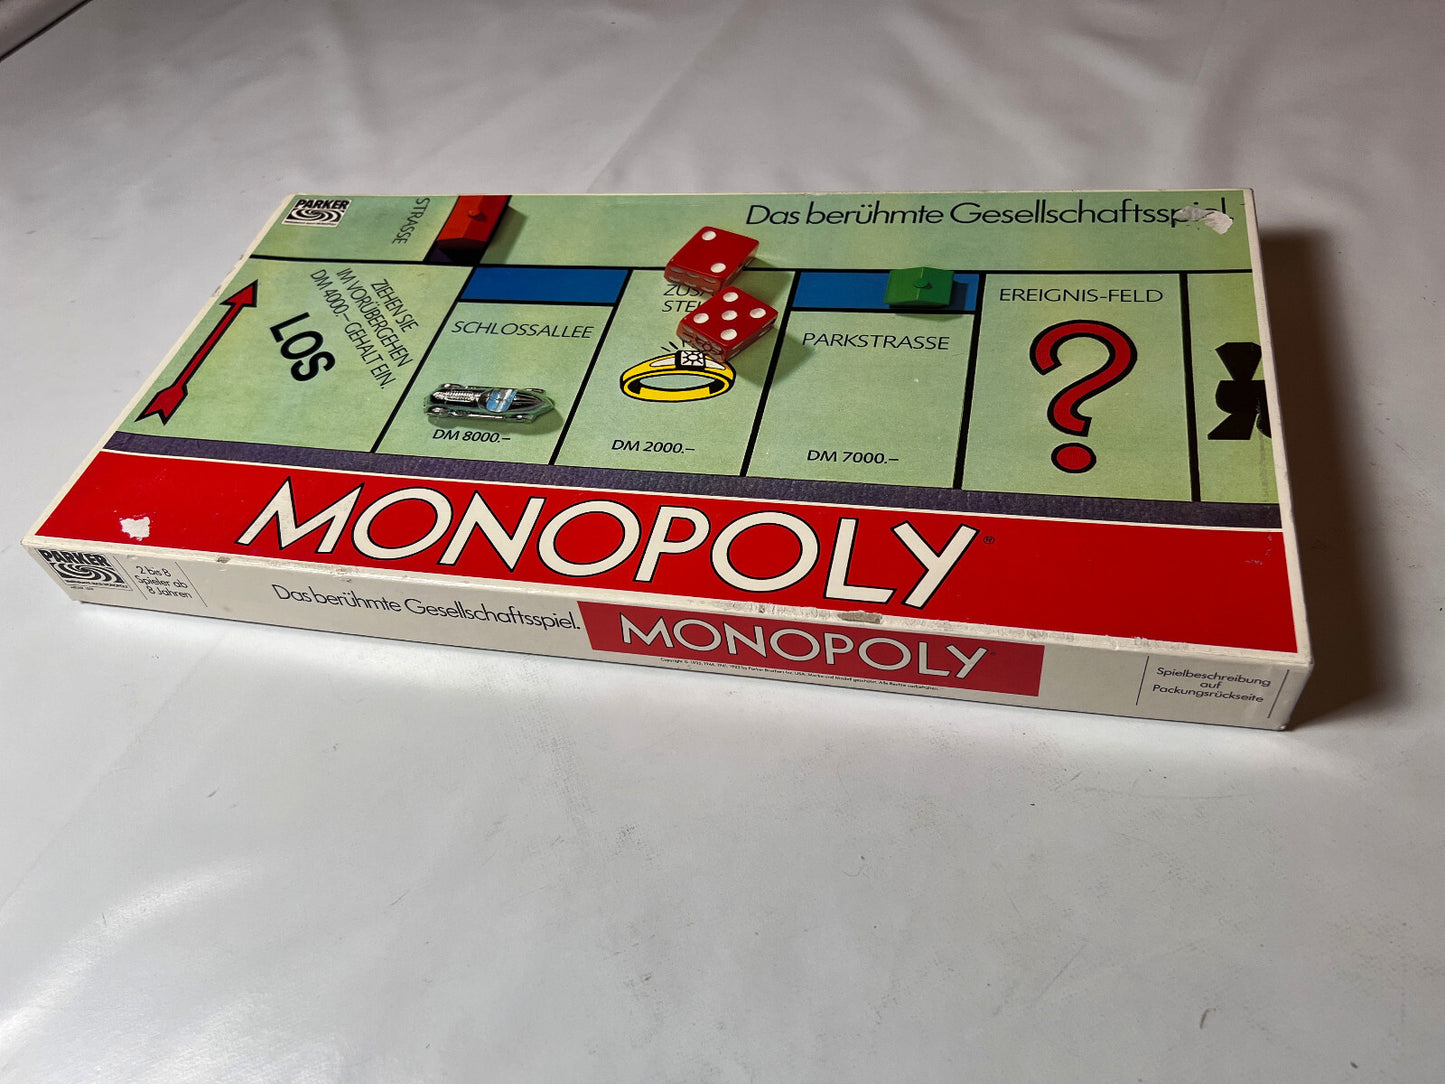 PARKER
STRASSE
Das berühmte Gesellschaftsspiel
ZIEHEN SIE
IM VORÜBERGEHEN
DM 4000.– GEHALT EIN.
LOS
SCHLOSSALLEE
DM 8000.–
DM 2000.–
PARKSTRASSE
DM 7000.–
EREIGNIS-FELD
MONOPOLY®
PARKER
2 bis 8
Spieler ab
8 Jahren
Das berühmte Gesellschaftsspiel.
MONOPOLY
Spielbeschreibung
auf
Packungsrückseite